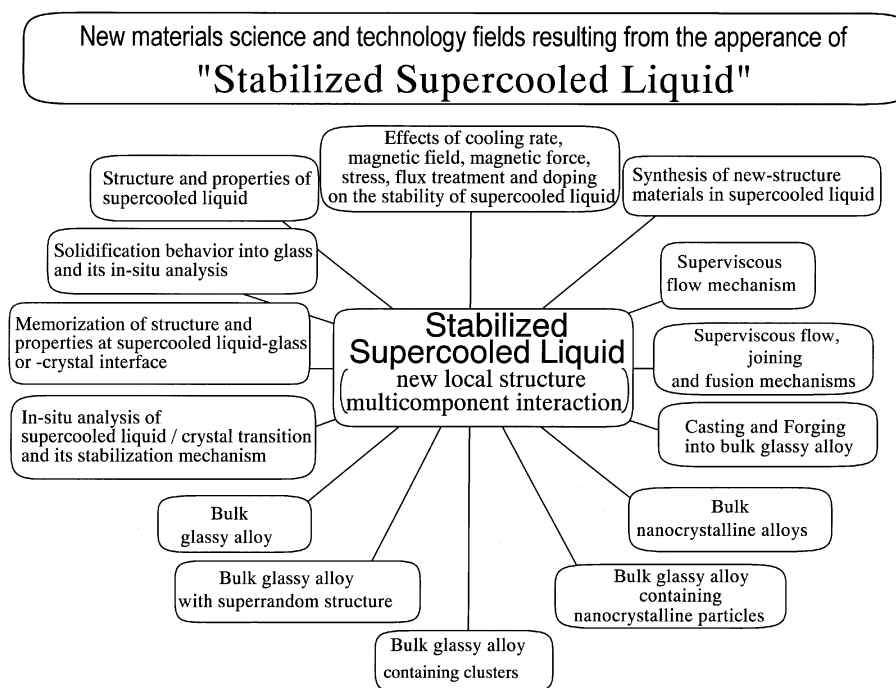 New materials science and technology fields resulting from the apperance of
"Stabilized Supercooled Liquid"
Effects of cooling rate,
magnetic field, magnetic force,
stress, flux treatment and doping
on the stability of supercooled liquid
Structure and properties of
supercooled liquid
Synthesis of new-structure
materials in supercooled liquid
Solidification behavior into glass
and its in-situ analysis
Superviscous
flow mechanism
Memorization of structure and
properties at supercooled liquid-glass
or -crystal interface
Stabilized
Supercooled Liquid
(new local structure
multicomponent interaction)
Superviscous flow,
joining
and fusion mechanisms
In-situ analysis of
supercooled liquid / crystal transition
and its stabilization mechanism
Casting and Forging
into bulk glassy alloy
Bulk
glassy alloy
Bulk
nanocrystalline alloys
Bulk glassy alloy
with superrandom structure
Bulk glassy alloy
containing
nanocrystalline particles
Bulk glassy alloy
containing clusters